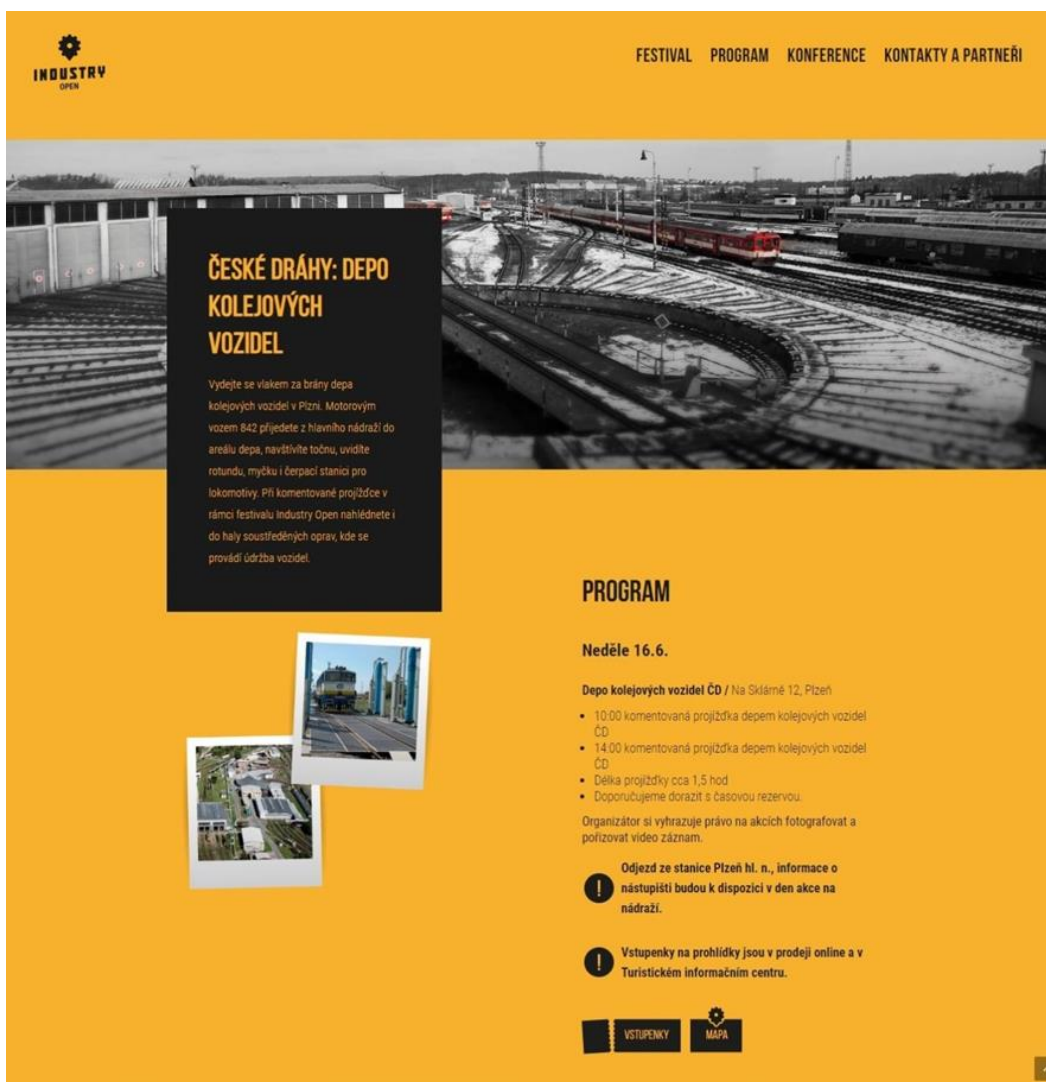 INDUSTRY
OPEN
FESTIVAL PROGRAM KONFERENCE KONTAKTY A PARTNEŘI
ČESKÉ DRÁHY: DEPO
KOLEJOVÝCH
VOZIDEL
Vydejte se vlakem za brány depa
kolejových vozidel v Plzni. Motorovým
vozem 842 přijedete z hlavního nádraží do
areálu depa, navštívíte točnu, uvidíte
rotundu, myčku i čerpací stanici pro
lokomotivy. Při komentované projížďce v
rámci festivalu Industry Open nahlédnete i
do haly soustředěných oprav, kde se
provádí údržba vozidel.
PROGRAM
Neděle 16.6.
Depo kolejových vozidel ČD / Na Sklárně 12, Plzeň
• 10:00 komentovaná projížďka depem kolejových vozidel
ČD
• 14:00 komentovaná projížďka depem kolejových vozidel
ČD
• Délka projížďky cca 1,5 hod
• Doporučujeme dorazit s časovou rezervou.
Organizátor si vyhrazuje právo na akcích fotografovat a
pořizovat video záznam.
Odjezd ze stanice Plzeň hl. n., informace o
nástupišti budou k dispozici v den akce na
nádraží.
Vstupenky na prohlídky jsou v prodeji online a v
Turistickém informačním centru.
VSTUPENKY MAPA